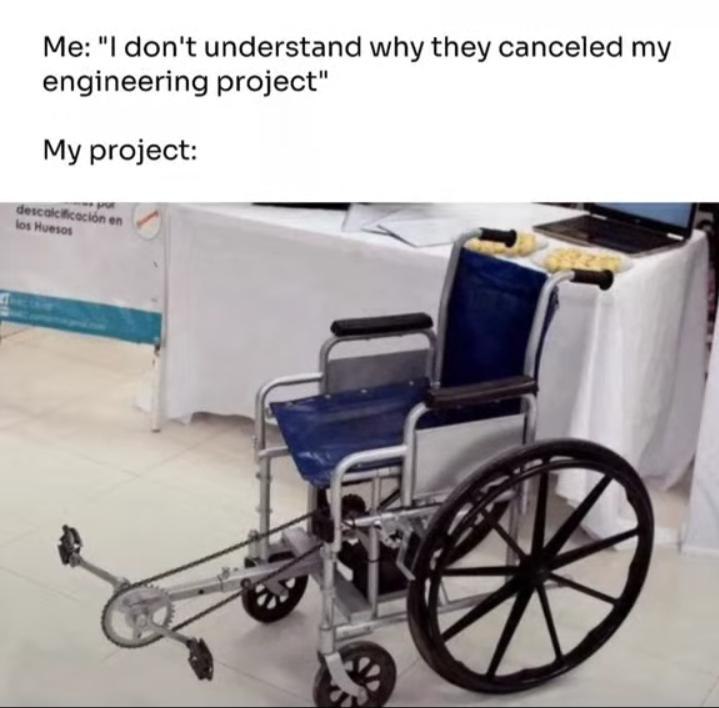 Me: "I don't understand why they canceled my
engineering project"
My project:
descalcificación en
los Huesos